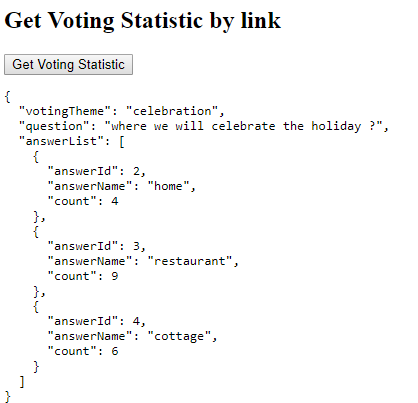 Get Voting Statistic by link
Get Voting Statistic
{
  "votingTheme": "celebration",
  "question": "where we will celebrate the holiday ?",
  "answerList": [
    {
      "answerId": 2,
      "answerName": "home",
      "count": 4
    },
    {
      "answerId": 3,
      "answerName": "restaurant",
      "count": 9
    },
    {
      "answerId": 4,
      "answerName": "cottage",
      "count": 6
    }
  ]
}